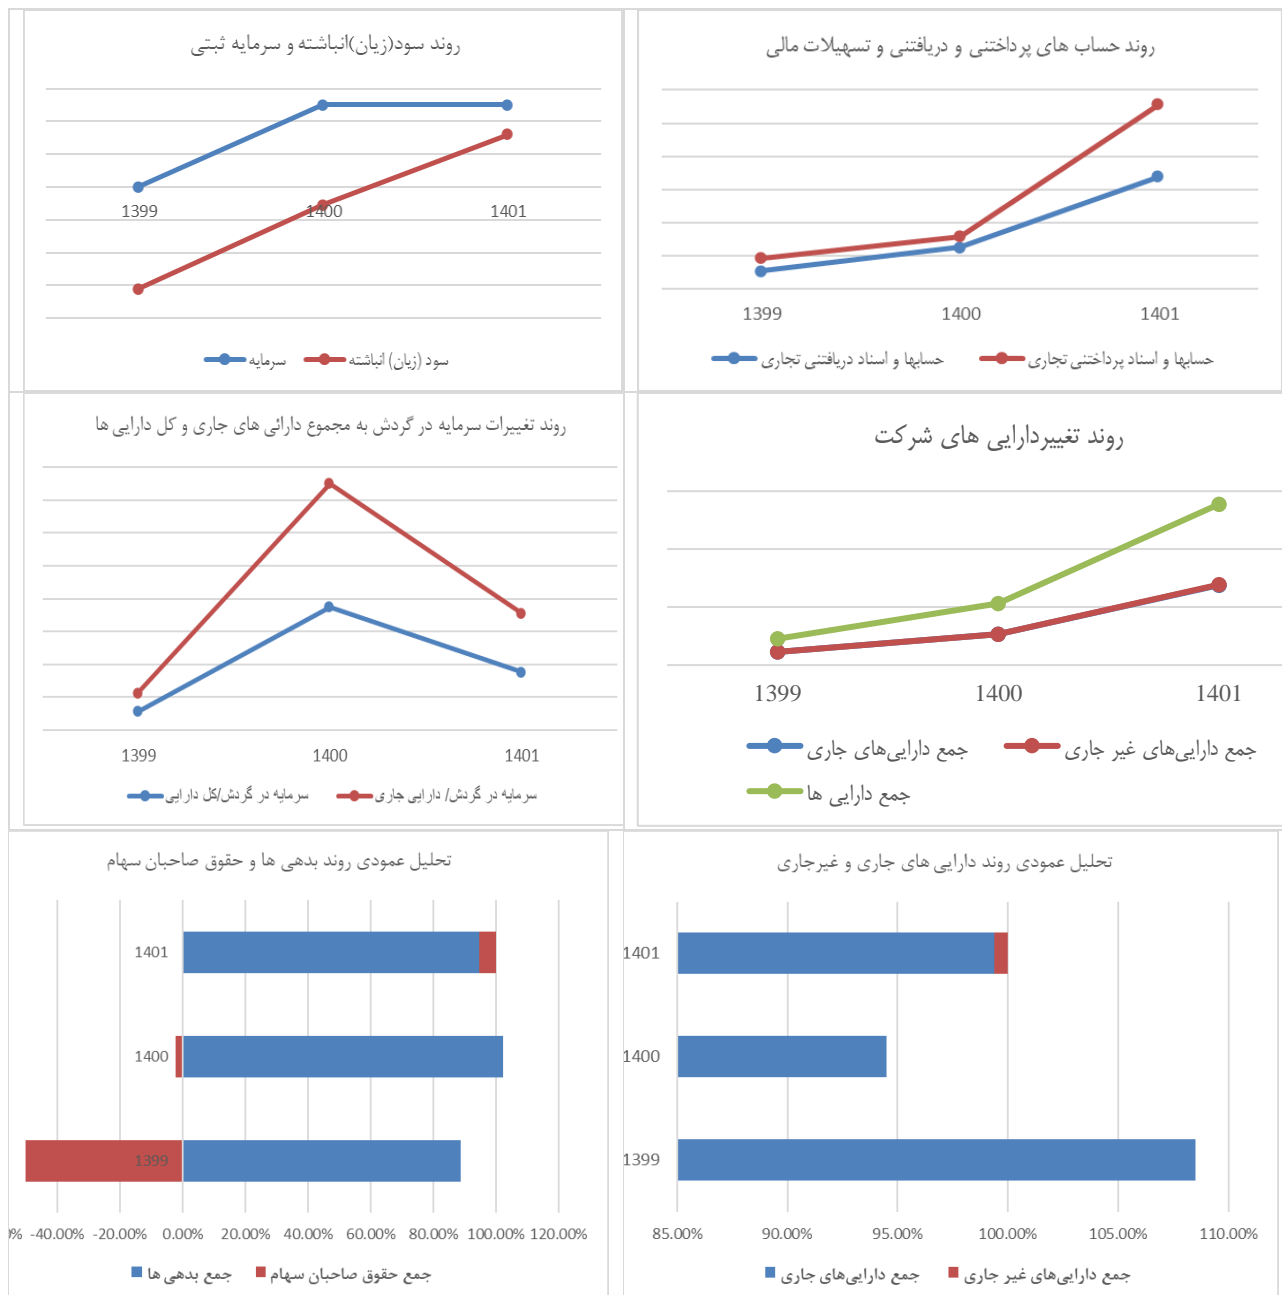 روند سود(زیان)انباشته و سرمایه ثبتی
1399
1400
1401
سرمایه
سود (زیان) انباشته
روند حساب های پرداختنی و دریافتنی و تسهیلات مالی
1399
1400
1401
حسابها و اسناد دریافتنی تجاری
حسابها و اسناد پرداختنی تجاری
روند تغییرات سرمایه در گردش به مجموع دارائی های جاری و کل دارایی ها
1399
1400
1401
سرمایه در گردش/کل دارایی
سرمایه در گردش/ دارایی جاری
روند تغییردارایی های شرکت
1399
1400
1401
جمع دارایی‌های جاری
جمع دارایی‌های غیر جاری
جمع دارایی ها
تحلیل عمودی روند بدهی ها و حقوق صاحبان سهام
1401
1400
1399
-40.00% -20.00% 0.00% 20.00% 40.00% 60.00% 80.00% 100.00% 120.00%
جمع بدهی ها
جمع حقوق صاحبان سهام
تحلیل عمودی روند دارایی های جاری و غیرجاری
1401
1400
1399
85.00% 90.00% 95.00% 100.00% 105.00% 110.00%
جمع دارایی‌های جاری
جمع دارایی‌های غیر جاری